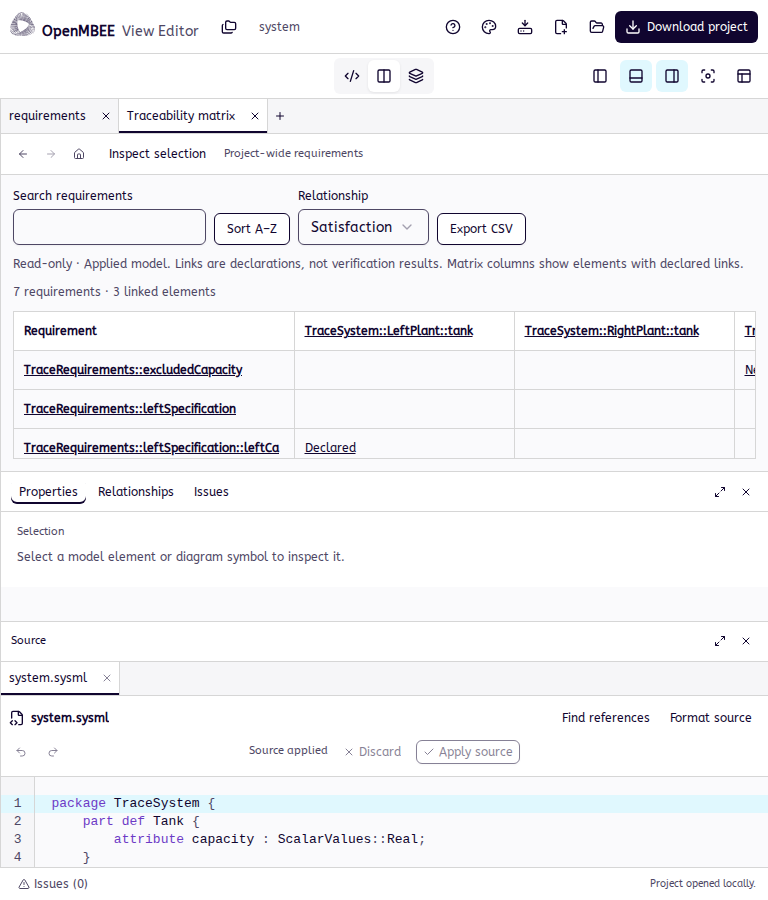 OpenMBEE View Editor system Download project
requirements Traceability matrix
Inspect selection Project-wide requirements
Search requirements Relationship
Sort A–Z Satisfaction Export CSV
Read-only · Applied model. Links are declarations, not verification results. Matrix columns show elements with declared links.
7 requirements · 3 linked elements
Requirement TraceSystem::LeftPlant::tank TraceSystem::RightPlant::tank
TraceRequirements::excludedCapacity
TraceRequirements::leftSpecification
TraceRequirements::leftSpecification::leftCa Declared
Properties Relationships Issues
Selection
Select a model element or diagram symbol to inspect it.
Source
system.sysml
system.sysml Find references Format source
Source applied Discard Apply source
1 package TraceSystem {
2 part def Tank {
3 attribute capacity : ScalarValues::Real;
4 }
Issues (0) Project opened locally.